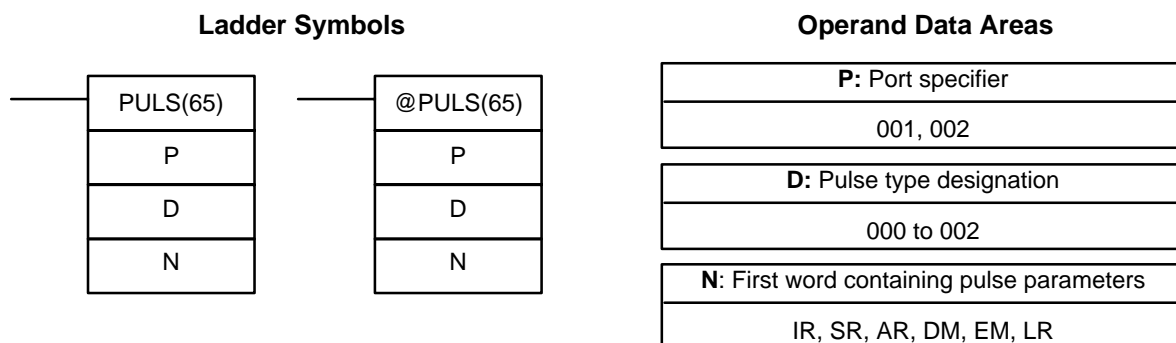 Ladder Symbols
PULS(65)
P
D
N
@PULS(65)
P
D
N
Operand Data Areas
P: Port specifier
001, 002
D: Pulse type designation
000 to 002
N: First word containing pulse parameters
IR, SR, AR, DM, EM, LR